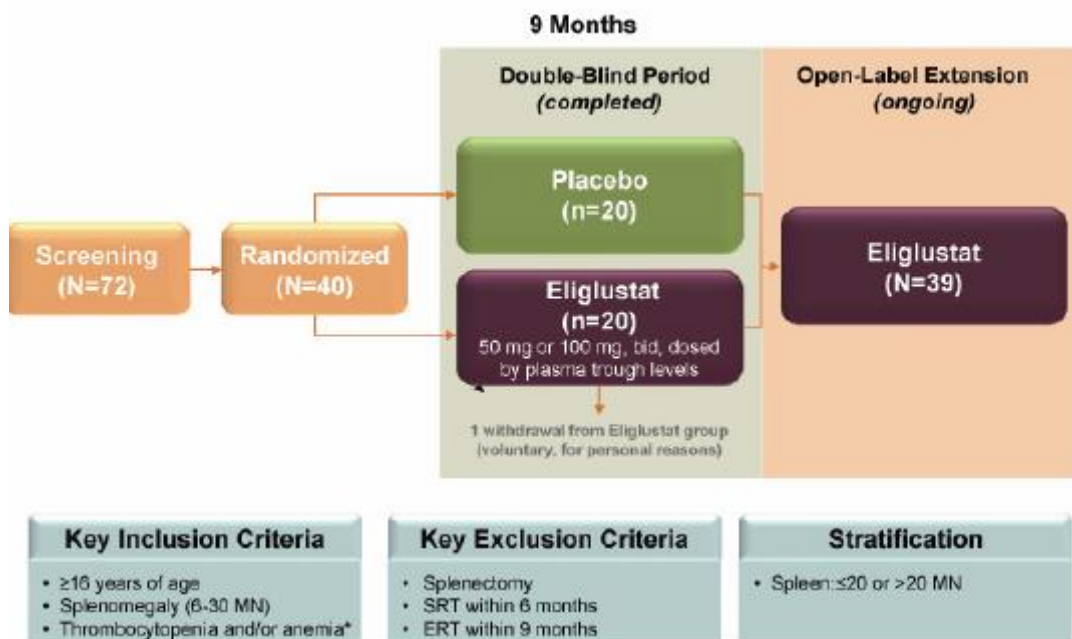 9 Months
Double-Blind Period
(completed)
Open-Label Extension
(ongoing)
Placebo
(n=20)
Screening
(N=72)
Randomized
(N=40)
Eliglustat
(N=39)
Eliglustat
(n=20)
50 mg or 100 mg, bid, dosed
by plasma trough levels
1 withdrawal from Eliglustat group
(voluntary, for personal reasons)
Key Inclusion Criteria
• ≥16 years of age
• Splenomegaly (6-30 MN)
• Thrombocytopenia and/or anemia*
Key Exclusion Criteria
• Splenectomy
• SRT within 6 months
• ERT within 9 months
Stratification
• Spleen:≤20 or >20 MN